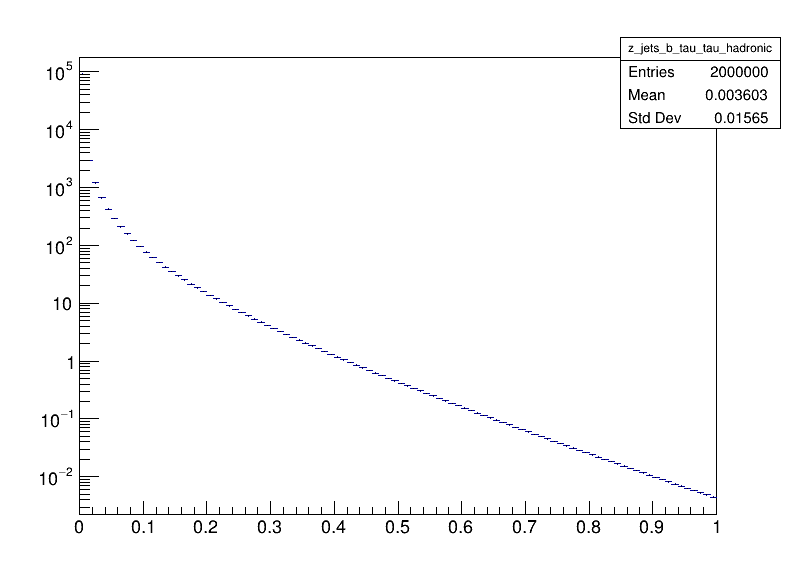 z_jets_b_tau_tau_hadronic
Entries 2000000
Mean 0.003603
Std Dev 0.01565
10^5
10^4
10^3
10^2
10
1
10^−1
10^−2
0 0.1 0.2 0.3 0.4 0.5 0.6 0.7 0.8 0.9 1